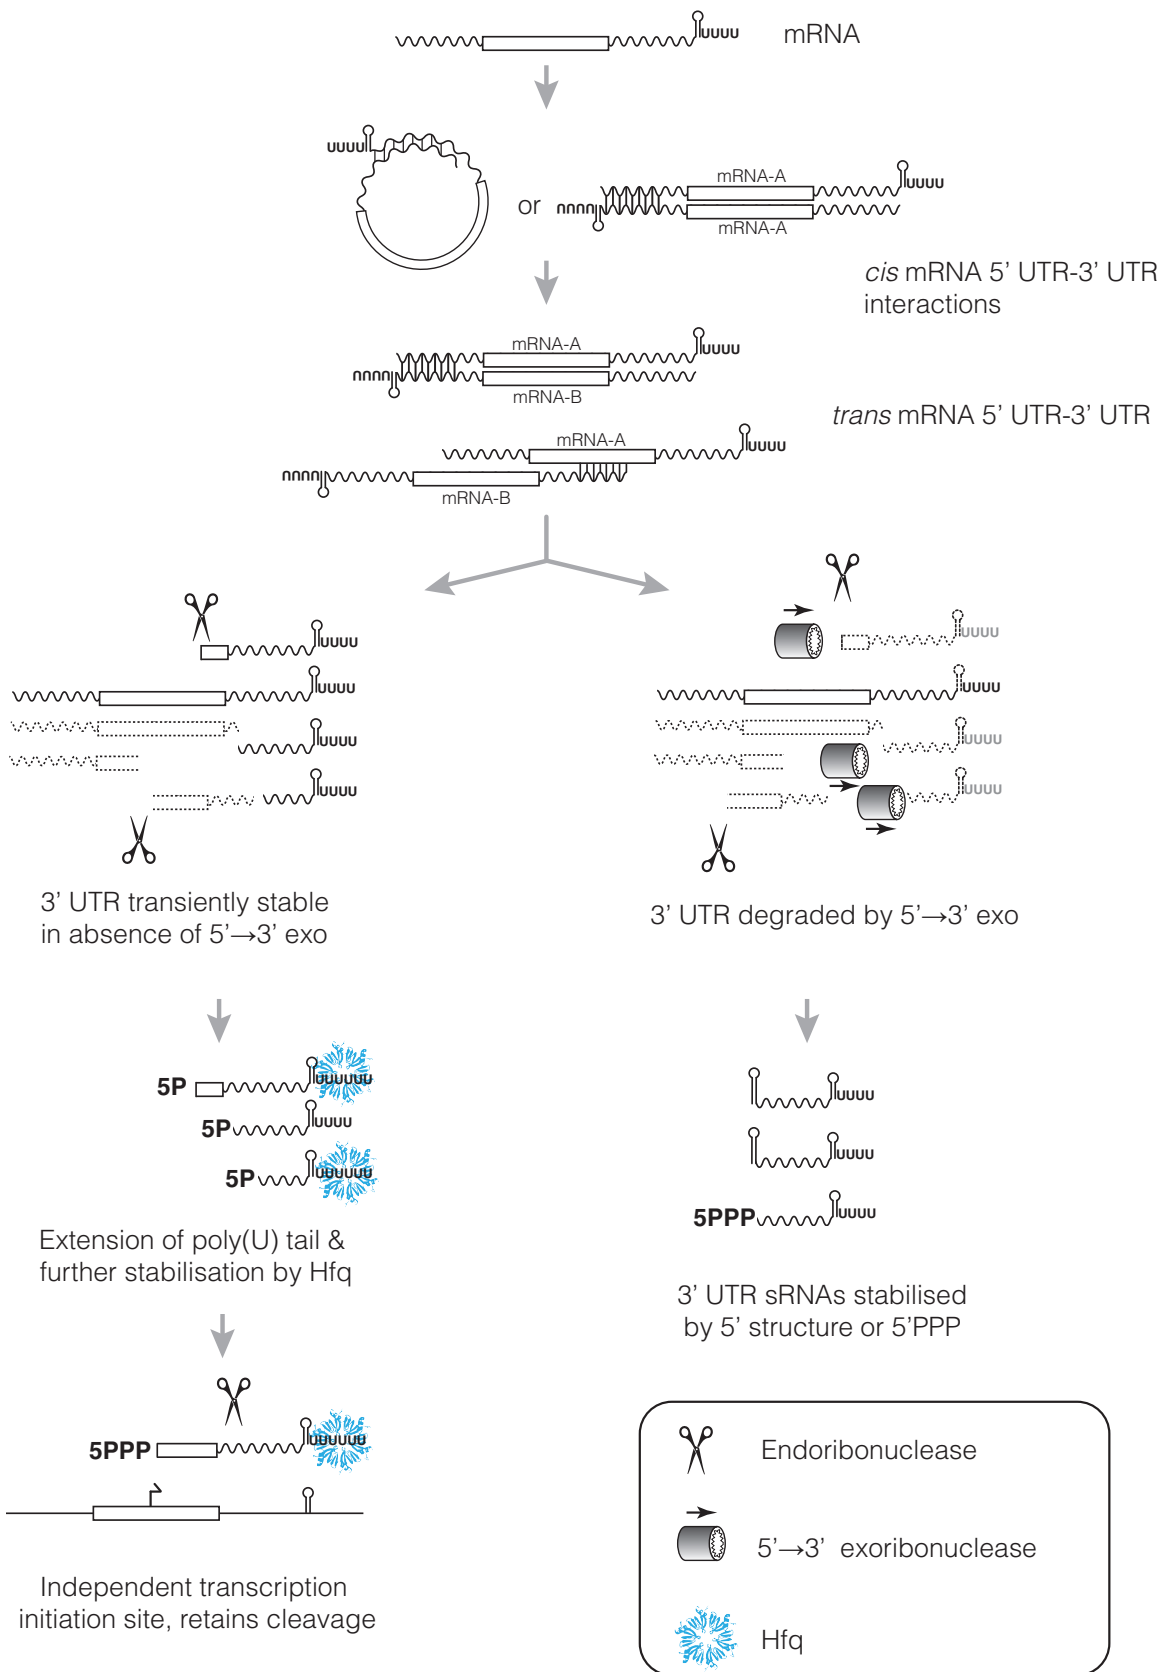 UUUU
mRNA
UUUU
mRNA-A
UUUU
or
UUUU
mRNA-A
cis mRNA 5’ UTR-3’ UTR
interactions
mRNA-A
UUUU
UUUU
mRNA-B
trans mRNA 5’ UTR-3’ UTR
mRNA-A
UUUU
UUUU
mRNA-B
UUUU
UUUU
UUUU
UUUU
3’ UTR transiently stable
in absence of 5’→3’ exo
UUUU
UUUU
UUUU
UUUU
3’ UTR degraded by 5’→3’ exo
5P
UUUUUU
5P
UUUU
5P
UUUUUU
Extension of poly(U) tail &
further stabilisation by Hfq
UUUU
UUUU
5PPP
UUUU
3’ UTR sRNAs stabilised
by 5’ structure or 5’PPP
5PPP
UUUUUU
Independent transcription
initiation site, retains cleavage
Endoribonuclease
5’→3’ exoribonuclease
Hfq